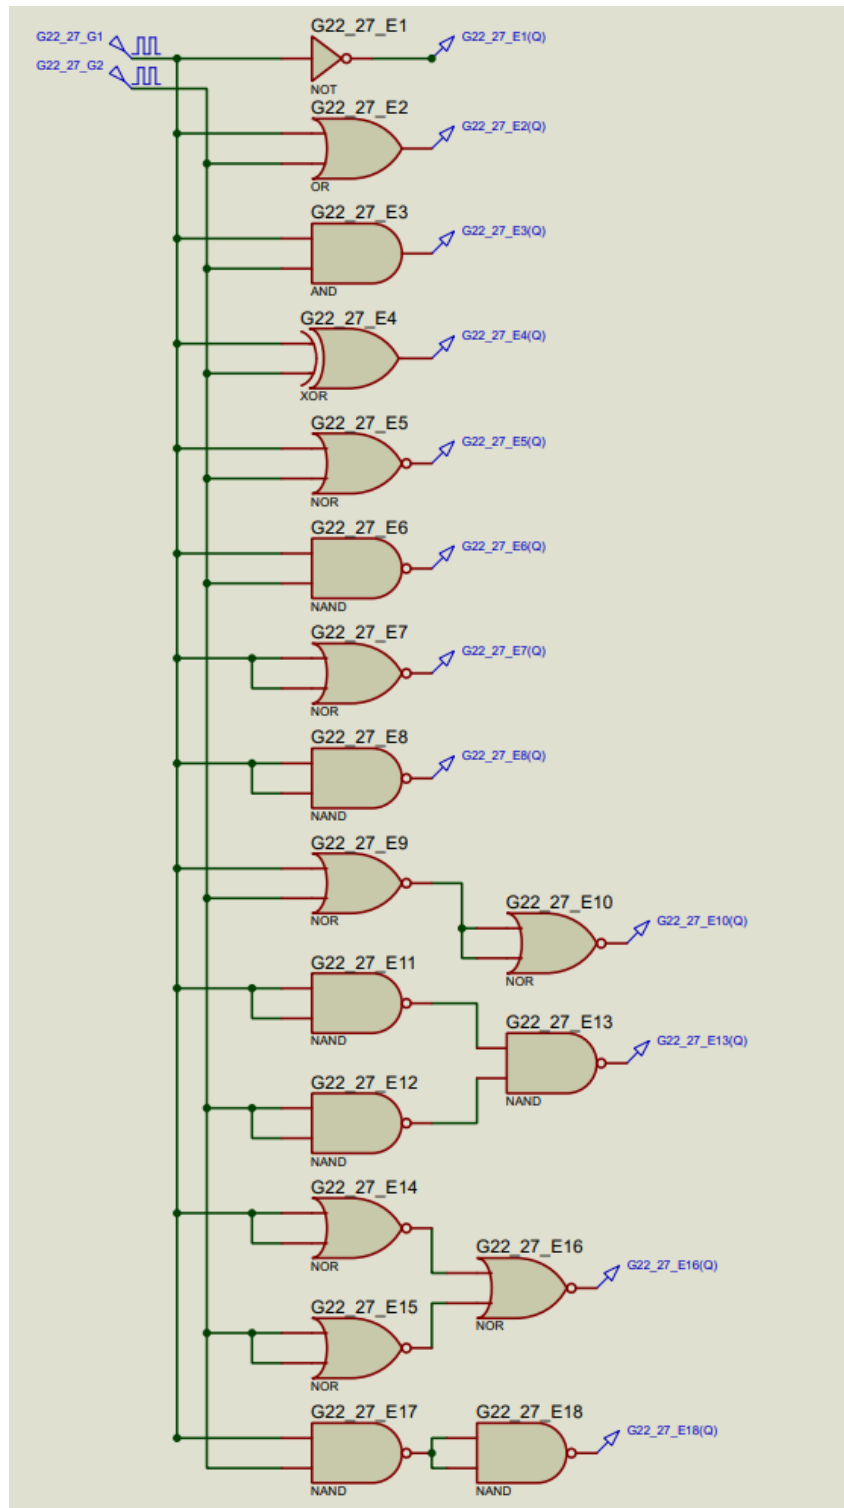 G22_27_G1
G22_27_G2
G22_27_E1
G22_27_E1(Q)
NOT
G22_27_E2
G22_27_E2(Q)
OR
G22_27_E3
G22_27_E3(Q)
AND
G22_27_E4
G22_27_E4(Q)
XOR
G22_27_E5
G22_27_E5(Q)
NOR
G22_27_E6
G22_27_E6(Q)
NAND
G22_27_E7
G22_27_E7(Q)
NOR
G22_27_E8
G22_27_E8(Q)
NAND
G22_27_E9
NOR
G22_27_E10
G22_27_E10(Q)
NOR
G22_27_E11
NAND
G22_27_E13
G22_27_E13(Q)
NAND
G22_27_E12
NAND
G22_27_E14
NOR
G22_27_E16
G22_27_E16(Q)
NOR
G22_27_E15
NOR
G22_27_E17
NAND
G22_27_E18
G22_27_E18(Q)
NAND